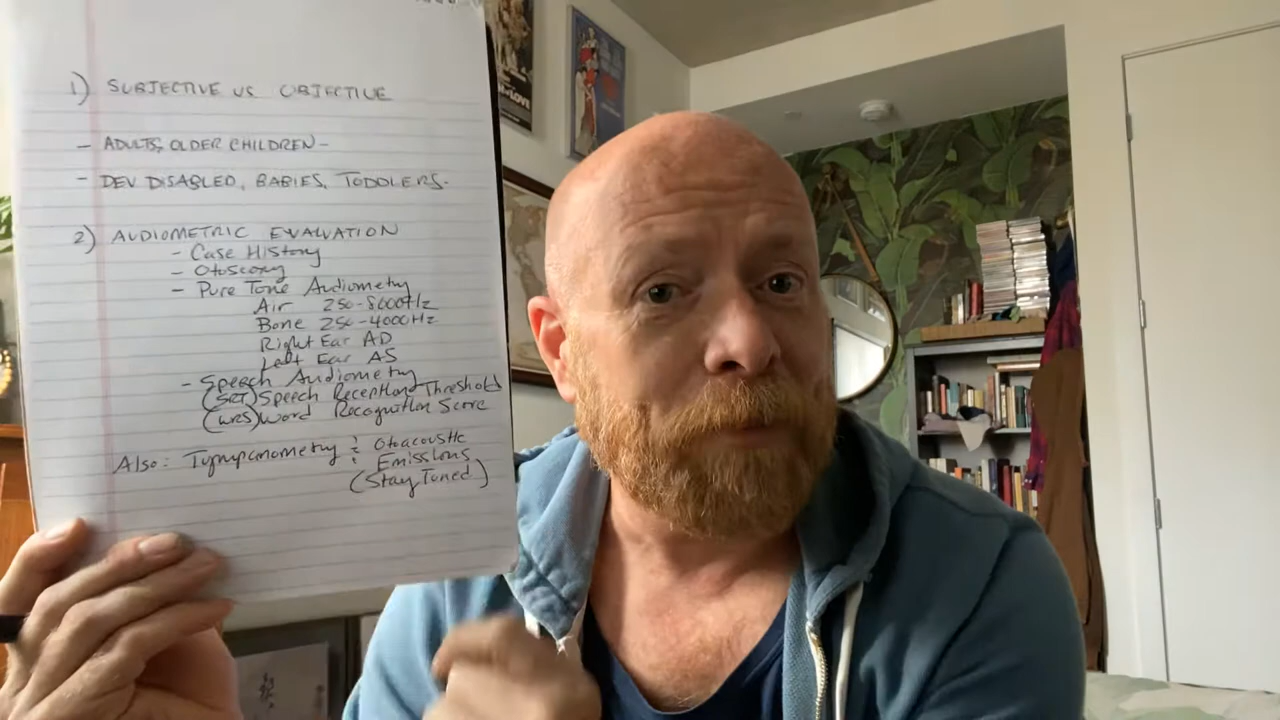 1) SUBJECTIVE VS OBJECTIVE
- ADULTS, OLDER CHILDREN -
- DEV DISABLED, BABIES, TODDLERS.
2) AUDIOMETRIC EVALUATION
- Case History
- Otoscopy
- Pure Tone Audiometry
Air 250-8000Hz
Bone 250-4000Hz
Right Ear AD
Left Ear AS
- Speech Audiometry
(SRT) Speech Reception Threshold
(WRS) Word Recognition Score
Also: Tympanometry & Otoacoustic
Emissions
(Stay Tuned)